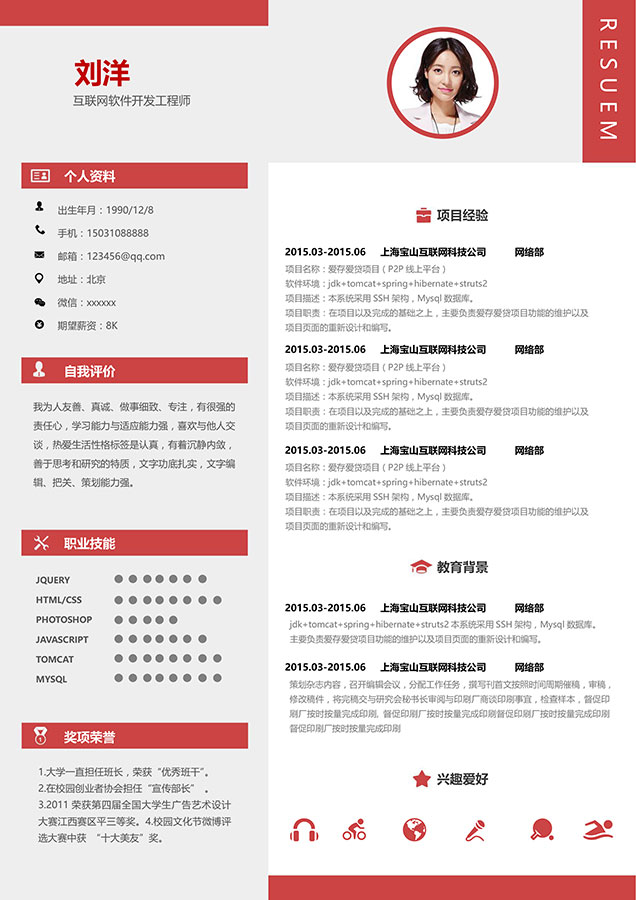 刘洋
互联网软件开发工程师
RESUEM
个人资料
出生年月：1990/12/8
手机：15031088888
邮箱：123456@qq.com
地址：北京
微信：xxxxxx
期望薪资：8K
自我评价
我为人友善、真诚、做事细致、专注，有很强的
责任心，学习能力与适应能力强，喜欢与他人交
谈，热爱生活性格标签是认真，有着沉静内敛，
善于思考和研究的特质，文字功底扎实，文字编
辑、把关、策划能力强。
职业技能
JQUERY
HTML/CSS
PHOTOSHOP
JAVASCRIPT
TOMCAT
MYSQL
奖项荣誉
1.大学一直担任班长，荣获“优秀班干”。
2.在校园创业者协会担任“宣传部长” 。
3.2011 荣获第四届全国大学生广告艺术设计
大赛江西赛区平三等奖。4.校园文化节微博评
选大赛中获 “十大美友”奖。
项目经验
2015.03-2015.06 上海宝山互联网科技公司 网络部
项目名称：爱存爱贷项目（P2P 线上平台）
软件环境：jdk+tomcat+spring+hibernate+struts2
项目描述：本系统采用 SSH 架构，Mysql 数据库。
项目职责：在项目以及完成的基础之上，主要负责爱存爱贷项目功能的维护以及
项目页面的重新设计和编写。
2015.03-2015.06 上海宝山互联网科技公司 网络部
项目名称：爱存爱贷项目（P2P 线上平台）
软件环境：jdk+tomcat+spring+hibernate+struts2
项目描述：本系统采用 SSH 架构，Mysql 数据库。
项目职责：在项目以及完成的基础之上，主要负责爱存爱贷项目功能的维护以及
项目页面的重新设计和编写。
2015.03-2015.06 上海宝山互联网科技公司 网络部
项目名称：爱存爱贷项目（P2P 线上平台）
软件环境：jdk+tomcat+spring+hibernate+struts2
项目描述：本系统采用 SSH 架构，Mysql 数据库。
项目职责：在项目以及完成的基础之上，主要负责爱存爱贷项目功能的维护以及
项目页面的重新设计和编写。
教育背景
2015.03-2015.06 上海宝山互联网科技公司 网络部
jdk+tomcat+spring+hibernate+struts2 本系统采用 SSH 架构，Mysql 数据库。
主要负责爱存爱贷项目功能的维护以及项目页面的重新设计和编写。
2015.03-2015.06 上海宝山互联网科技公司 网络部
策划杂志内容，召开编辑会议，分配工作任务，撰写刊首文按照时间周期催稿，审稿，
修改稿件，将完稿交与研究会秘书长审阅与印刷厂商谈印刷事宜，检查样本，督促印
刷厂按时按量完成印刷, 督促印刷厂按时按量完成印刷督促印刷厂按时按量完成印刷
督促印刷厂按时按量完成印刷
兴趣爱好